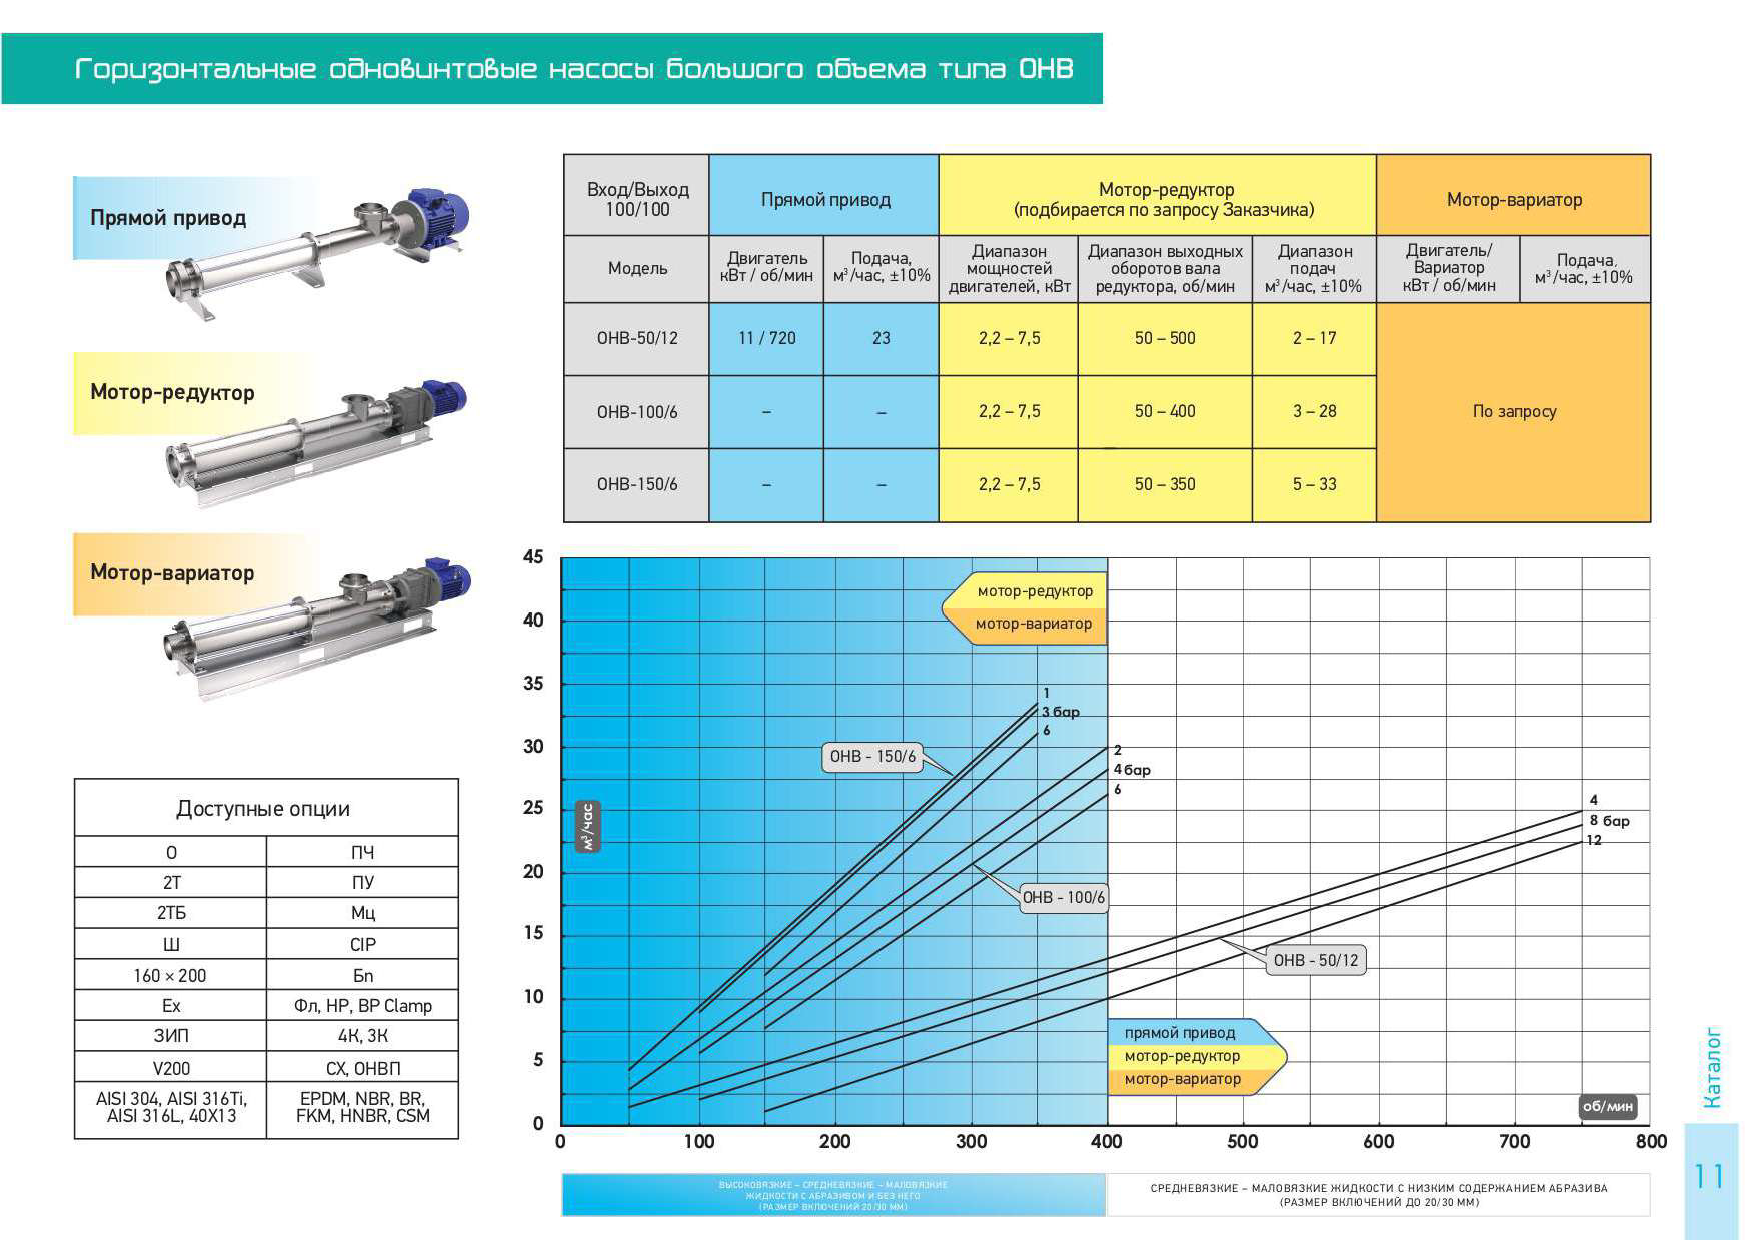 Горизонтальные одновинтовые насосы большого объема типа ОНВ
Прямой привод
Мотор-редуктор
Мотор-вариатор
Вход/Выход
100/100
Прямой привод
Мотор-редуктор
(подбирается по запросу Заказчика)
Мотор-вариатор
Модель
Двигатель
кВт / об/мин
Подача,
м³/час, ±10%
Диапазон
мощностей
двигателей, кВт
Диапазон выходных
оборотов вала
редуктора, об/мин
Диапазон
подач
м³/час, ±10%
Двигатель/
Вариатор
кВт / об/мин
Подача,
м³/час, ±10%
ОНВ-50/12 11 / 720 23 2,2 – 7,5 50 – 500 2 – 17
ОНВ-100/6 – – 2,2 – 7,5 50 – 400 3 – 28 По запросу
ОНВ-150/6 – – 2,2 – 7,5 50 – 350 5 – 33
Доступные опции
О ПЧ
2Т ПУ
2ТБ Мц
Ш CIP
160 × 200 Бп
Ex Фл, НР, ВР Clamp
ЗИП 4К, 3К
V200 СХ, ОНВП
AISI 304, AISI 316Ti,
AISI 316L, 40X13
EPDM, NBR, BR,
FKM, HNBR, CSM
45
40
35
30
25
20
15
10
5
0
м³/час
мотор-редуктор
мотор-вариатор
1
3 бар
6
ОНВ - 150/6
2
4 бар
6
ОНВ - 100/6
4
8 бар
12
ОНВ - 50/12
прямой привод
мотор-редуктор
мотор-вариатор
об/мин
0 100 200 300 400 500 600 700 800
ВЫСОКОВЯЗКИЕ – СРЕДНЕВЯЗКИЕ – МАЛОВЯЗКИЕ
ЖИДКОСТИ С АБРАЗИВОМ И БЕЗ НЕГО
(РАЗМЕР ВКЛЮЧЕНИЙ 20/30 ММ)
СРЕДНЕВЯЗКИЕ – МАЛОВЯЗКИЕ ЖИДКОСТИ С НИЗКИМ СОДЕРЖАНИЕМ АБРАЗИВА
(РАЗМЕР ВКЛЮЧЕНИЙ ДО 20/30 ММ)
Каталог
11